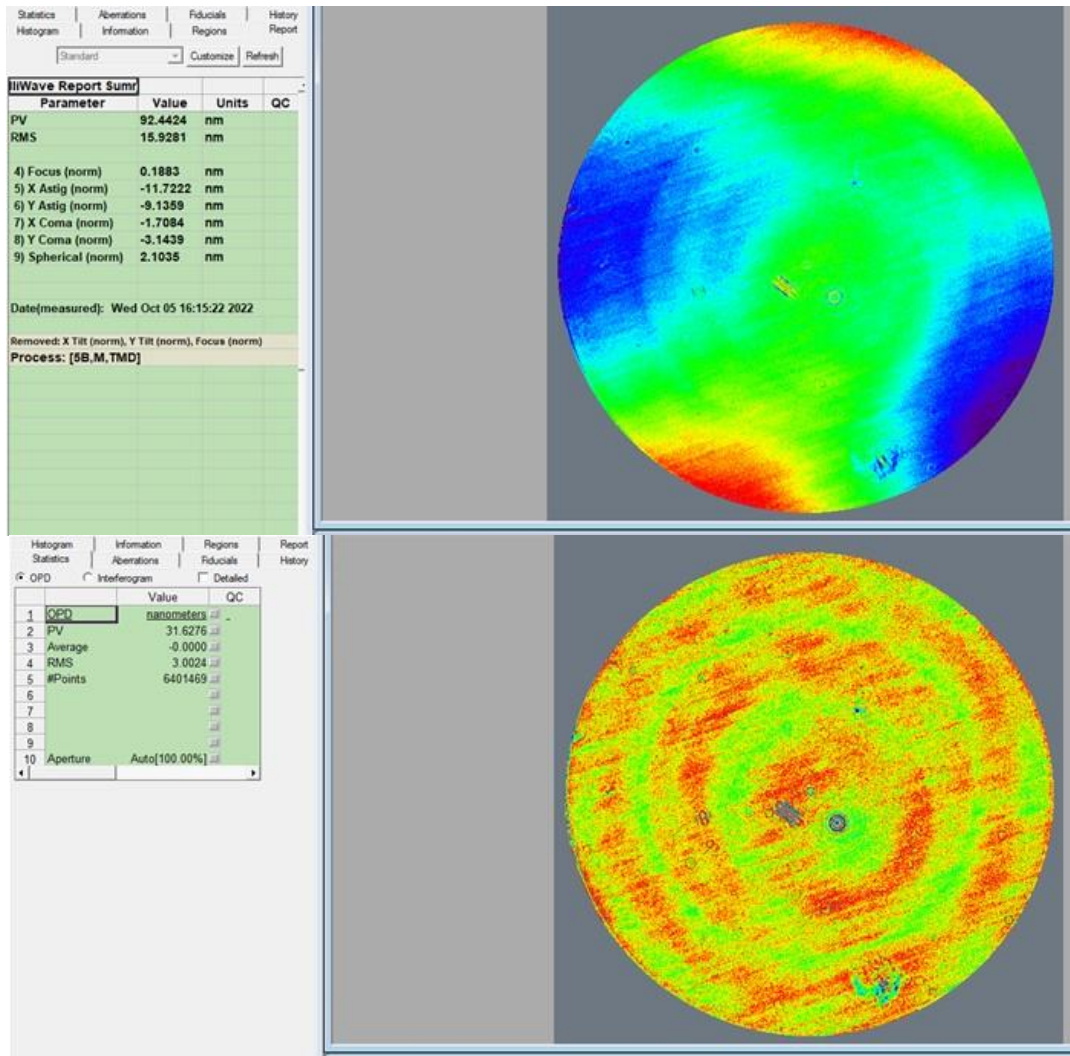 Statistics Aberrations Fiducials History
Histogram Information Regions Report
Standard Customize Refresh
lliWave Report Sumr
Parameter Value Units QC
PV 92.4424 nm
RMS 15.9281 nm
4) Focus (norm) 0.1883 nm
5) X Astig (norm) -11.7222 nm
6) Y Astig (norm) -9.1359 nm
7) X Coma (norm) -1.7084 nm
8) Y Coma (norm) -3.1439 nm
9) Spherical (norm) 2.1035 nm
Date(measured): Wed Oct 05 16:15:22 2022
Removed: X Tilt (norm), Y Tilt (norm), Focus (norm)
Process: [5B,M,TMD]
Histogram Information Regions Report
Statistics Aberrations Fiducials History
OPD Interferogram Detailed
Value QC
1 OPD nanometers
2 PV 31.6276
3 Average -0.0000
4 RMS 3.0024
5 #Points 6401469
6
7
8
9
10 Aperture Auto[100.00%]